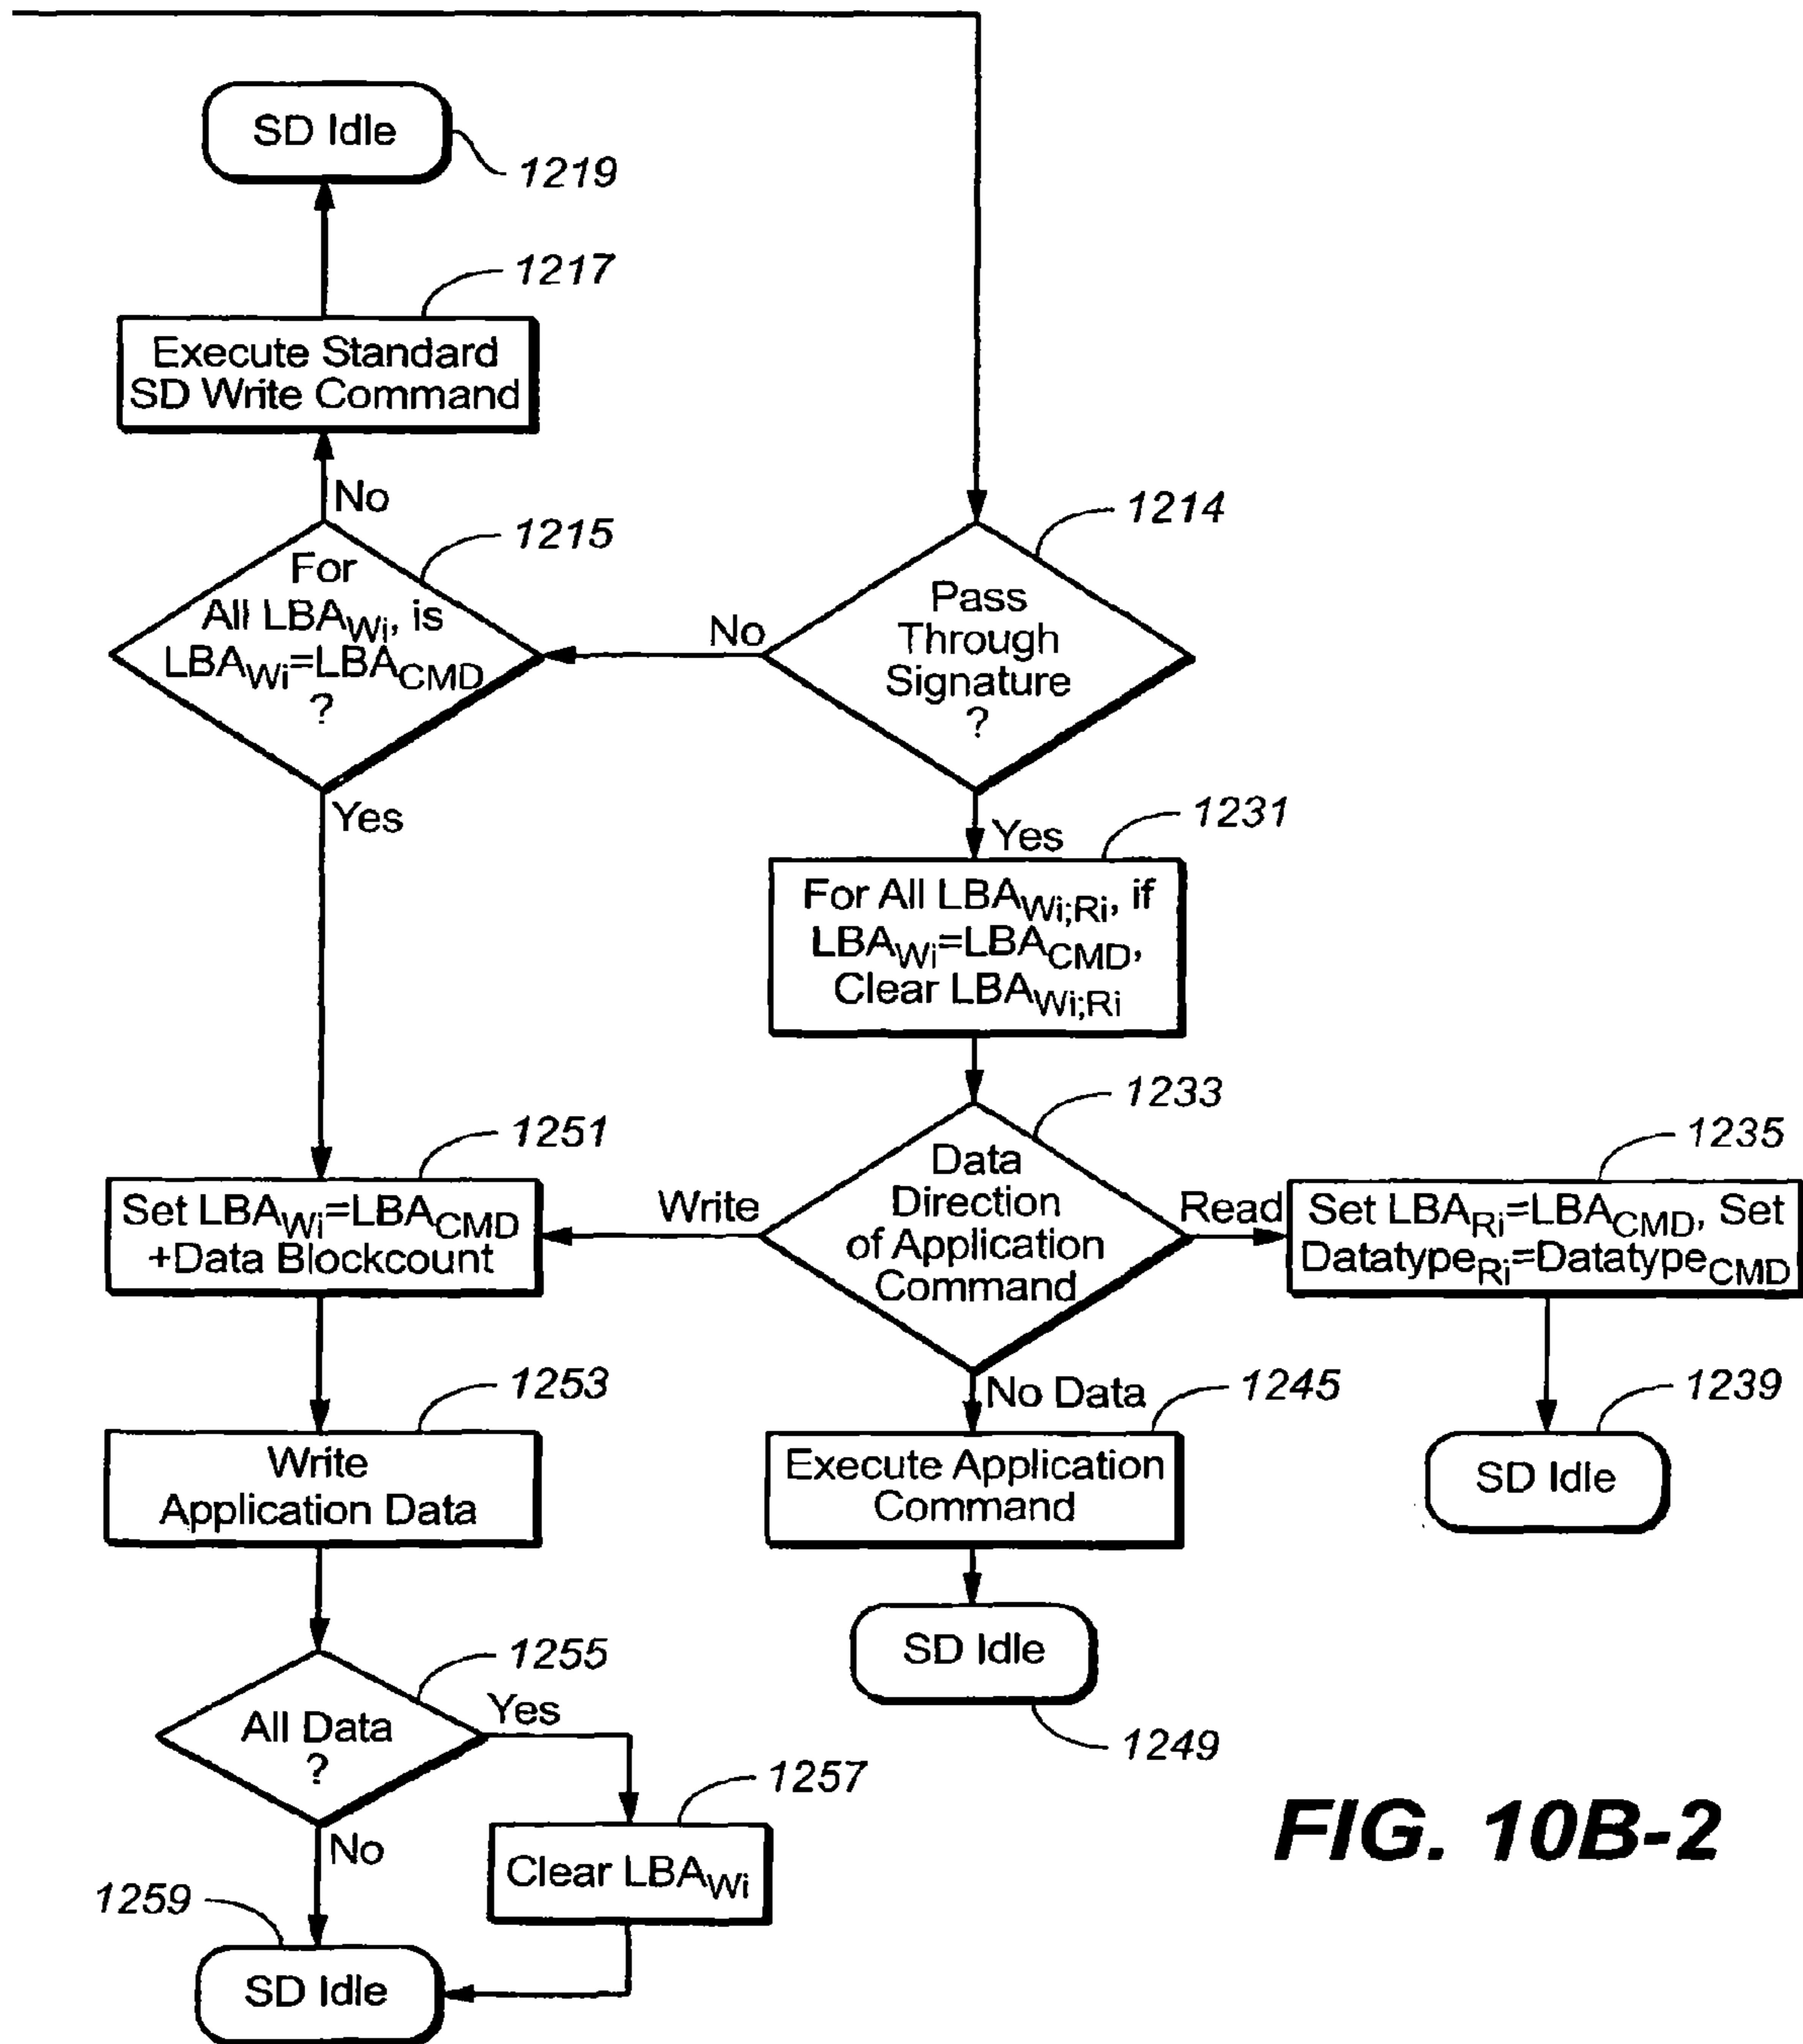 SD Idle
1219
1217
Execute Standard
SD Write Command
No
1215
For
All LBAWi, is
LBAWi=LBACMD
?
Yes
No
1214
Pass
Through
Signature
?
Yes
1231
For All LBAWi;Ri, if
LBAWi=LBACMD,
Clear LBAWi;Ri
1233
Data
Direction
of Application
Command
Write
Read
No Data
1235
Set LBARi=LBACMD, Set
DatatypeRi=DatatypeCMD
1239
SD Idle
1245
Execute Application
Command
SD Idle
1249
1251
Set LBAWi=LBACMD
+Data Blockcount
1253
Write
Application Data
1255
All Data
?
Yes
No
1257
Clear LBAWi
1259
SD Idle
FIG. 10B-2